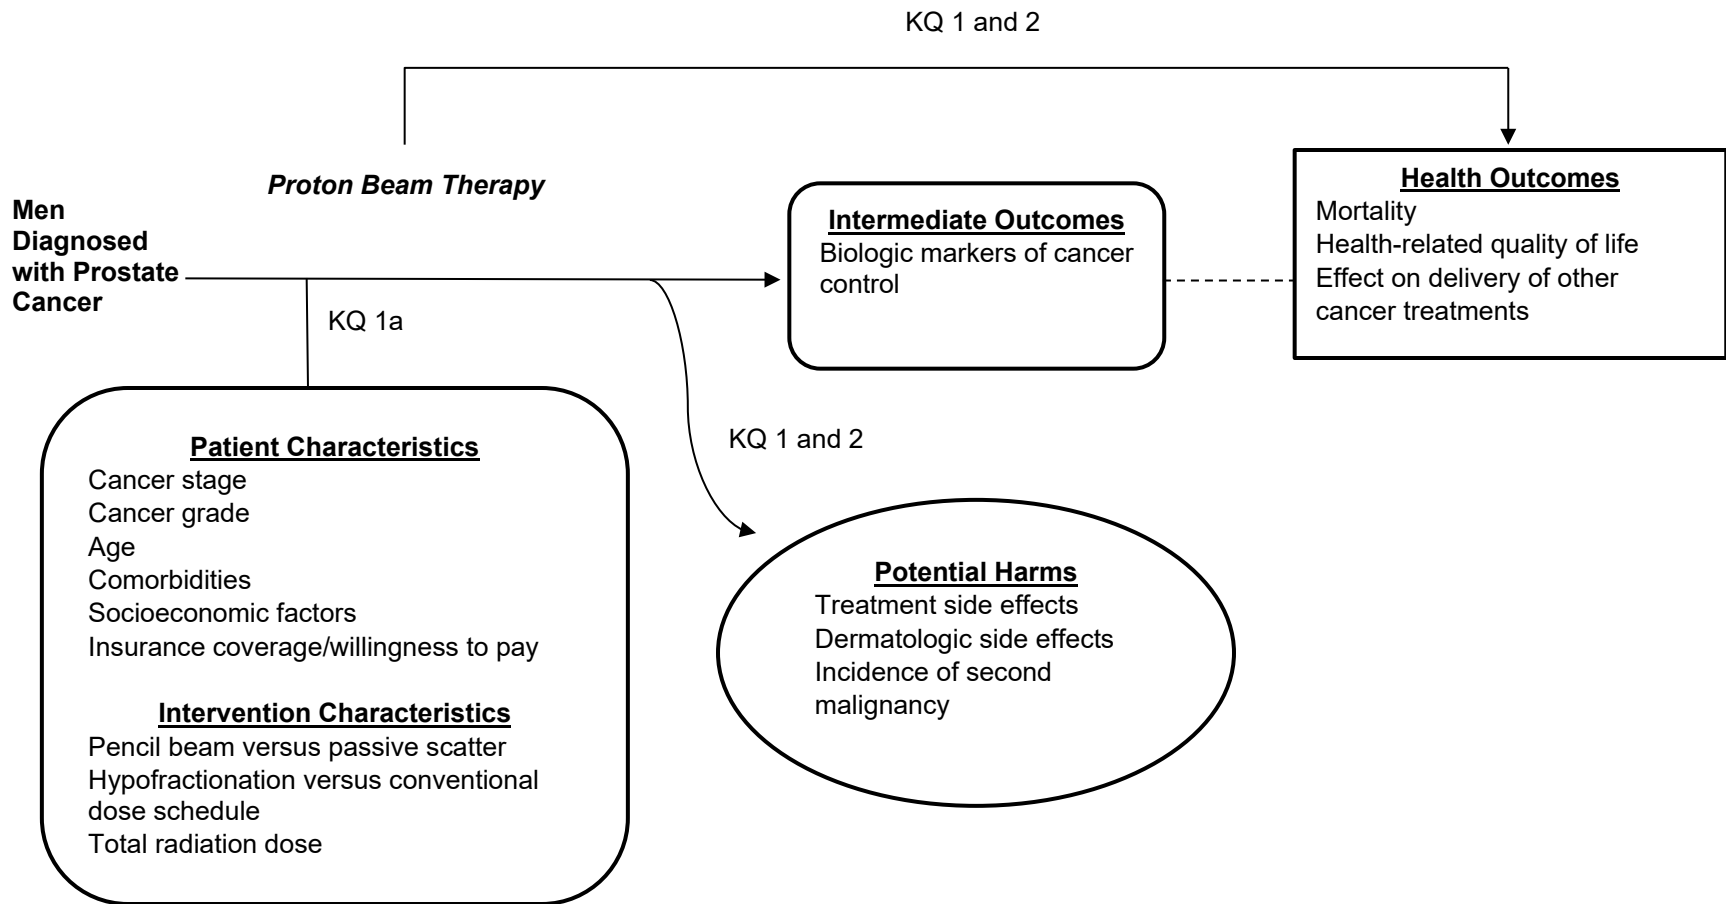 KQ 1 and 2
Proton Beam Therapy
Men
Diagnosed
with Prostate
Cancer
KQ 1a
Intermediate Outcomes
Biologic markers of cancer
control
Health Outcomes
Mortality
Health-related quality of life
Effect on delivery of other
cancer treatments
KQ 1 and 2
Patient Characteristics
Cancer stage
Cancer grade
Age
Comorbidities
Socioeconomic factors
Insurance coverage/willingness to pay
Intervention Characteristics
Pencil beam versus passive scatter
Hypofractionation versus conventional
dose schedule
Total radiation dose
Potential Harms
Treatment side effects
Dermatologic side effects
Incidence of second
malignancy